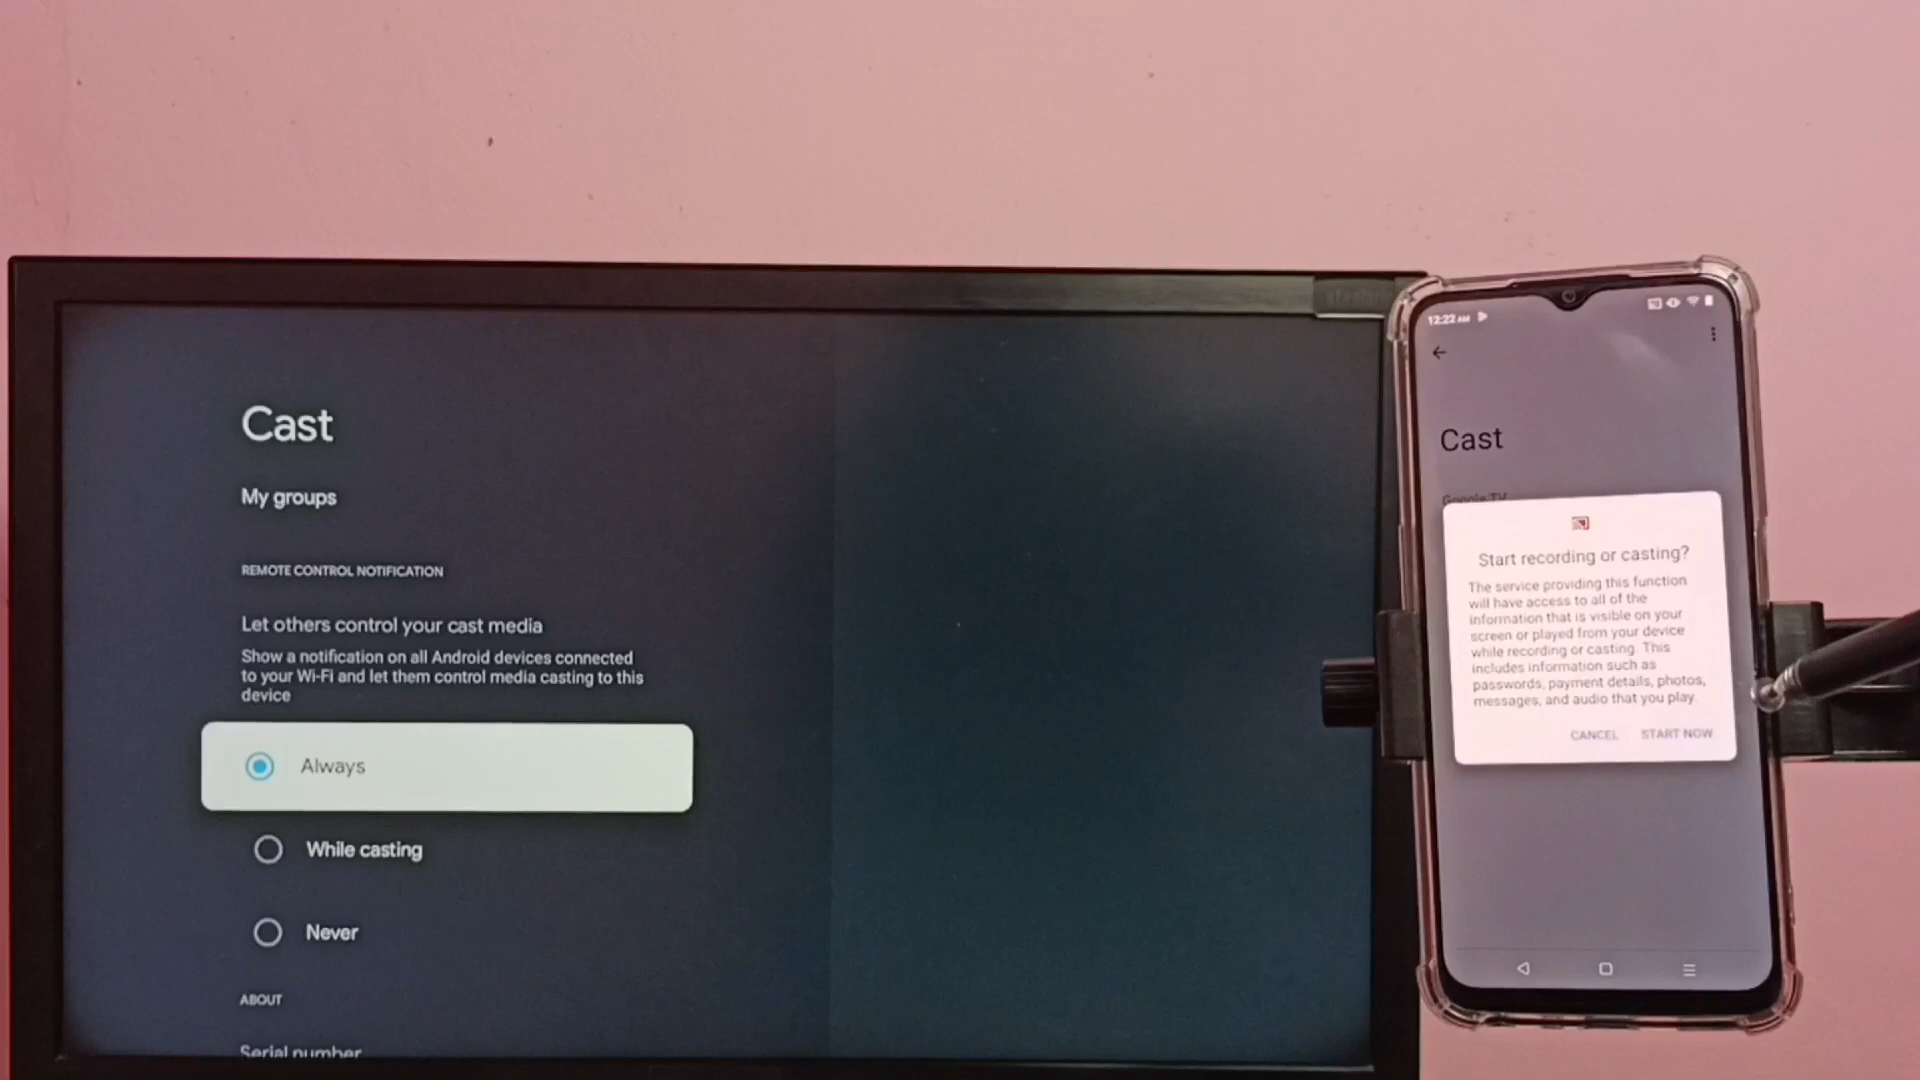 Cast
My groups
REMOTE CONTROL NOTIFICATION
Let others control your cast media
Show a notification on all Android devices connected
to your Wi-Fi and let them control media casting to this
device
Always
While casting
Never
ABOUT
Serial number
12:22 AM
Cast
Google TV
Start recording or casting?
The service providing this function
will have access to all of the
information that is visible on your
screen or played from your device
while recording or casting. This
includes information such as
passwords, payment details, photos,
messages, and audio that you play.
CANCEL START NOW